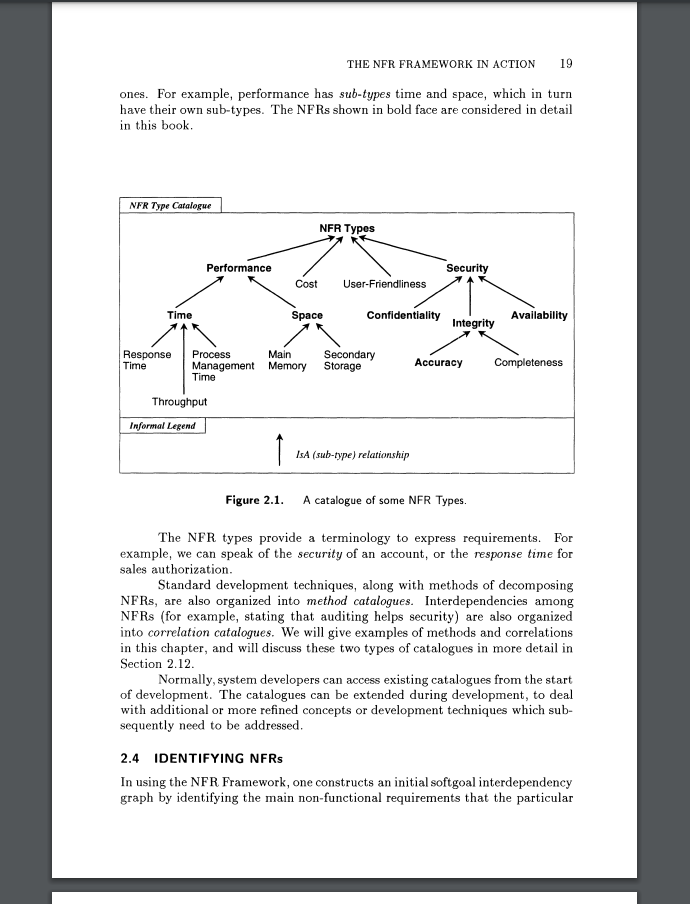 THE NFR FRAMEWORK IN ACTION 19
ones. For example, performance has sub-types time and space, which in turn
have their own sub-types. The NFRs shown in bold face are considered in detail
in this book.
NFR Type Catalogue
NFR Types
Performance
Security
Cost
User-Friendliness
Time
Space
Confidentiality
Integrity
Availability
Response
Time
Process
Management
Time
Main
Memory
Secondary
Storage
Accuracy
Completeness
Throughput
Informal Legend
IsA (sub-type) relationship
Figure 2.1. A catalogue of some NFR Types.
The NFR types provide a terminology to express requirements. For
example, we can speak of the security of an account, or the response time for
sales authorization.
Standard development techniques, along with methods of decomposing
NFRs, are also organized into method catalogues. Interdependencies among
NFRs (for example, stating that auditing helps security) are also organized
into correlation catalogues. We will give examples of methods and correlations
in this chapter, and will discuss these two types of catalogues in more detail in
Section 2.12.
Normally, system developers can access existing catalogues from the start
of development. The catalogues can be extended during development, to deal
with additional or more refined concepts or development techniques which sub-
sequently need to be addressed.
2.4 IDENTIFYING NFRs
In using the NFR Framework, one constructs an initial softgoal interdependency
graph by identifying the main non-functional requirements that the particular